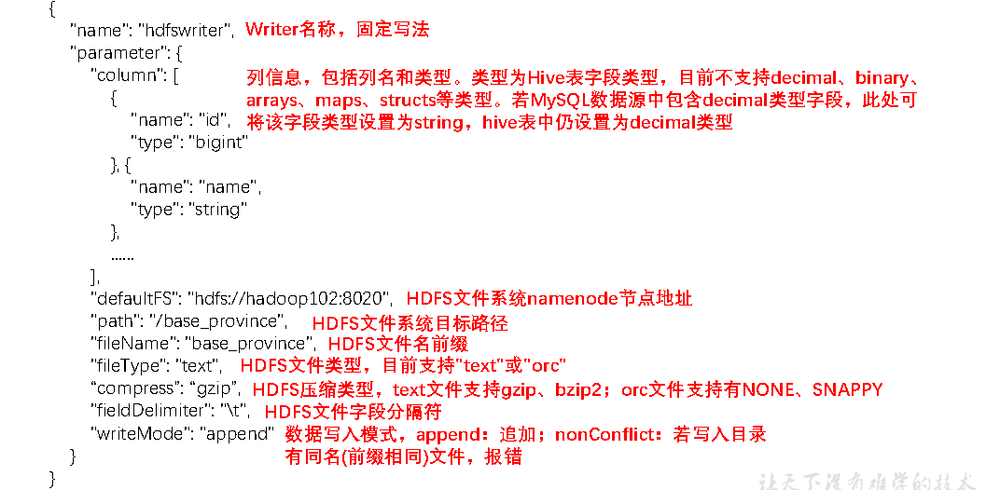 {
"name": "hdfswriter", Writer名称，固定写法
"parameter": {
"column": [ 列信息，包括列名和类型。类型为Hive表字段类型，目前不支持decimal、binary、
{ arrays、maps、structs等类型。若MySQL数据源中包含decimal类型字段，此处可
"name": "id", 将该字段类型设置为string，hive表中仍设置为decimal类型
"type": "bigint"
}, {
"name": "name",
"type": "string"
},
......
],
"defaultFS": "hdfs://hadoop102:8020", HDFS文件系统namenode节点地址
"path": "/base_province", HDFS文件系统目标路径
"fileName": "base_province", HDFS文件名前缀
"fileType": "text", HDFS文件类型，目前支持"text"或"orc"
“compress”: “gzip”, HDFS压缩类型，text文件支持gzip、bzip2；orc文件支持有NONE、SNAPPY
"fieldDelimiter": "\t", HDFS文件字段分隔符
"writeMode": "append" 数据写入模式，append：追加；nonConflict：若写入目录
} 有同名(前缀相同)文件，报错
}
让天下没有难学的技术